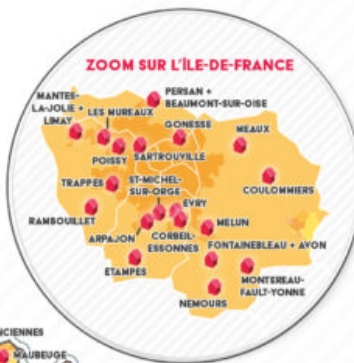 ZOOM SUR L'ÎLE-DE-FRANCE
PERSAN +
BEAUMONT-SUR-OISE
MANTES-
LA-JOLIE +
LIMAY
LES MUREAUX
GONESSE
MEAUX
POISSY
SARTROUVILLE
TRAPPES
ST-MICHEL-
SUR-ORGE
COULOMMIERS
RAMBOUILLET
EVRY
ARPAJON
CORBEIL-
ESSONNES
MELUN
FONTAINEBLEAU + AVON
ÉTAMPES
MONTEREAU-
FAULT-YONNE
NEMOURS
NCIENNES
MAUBEUGE